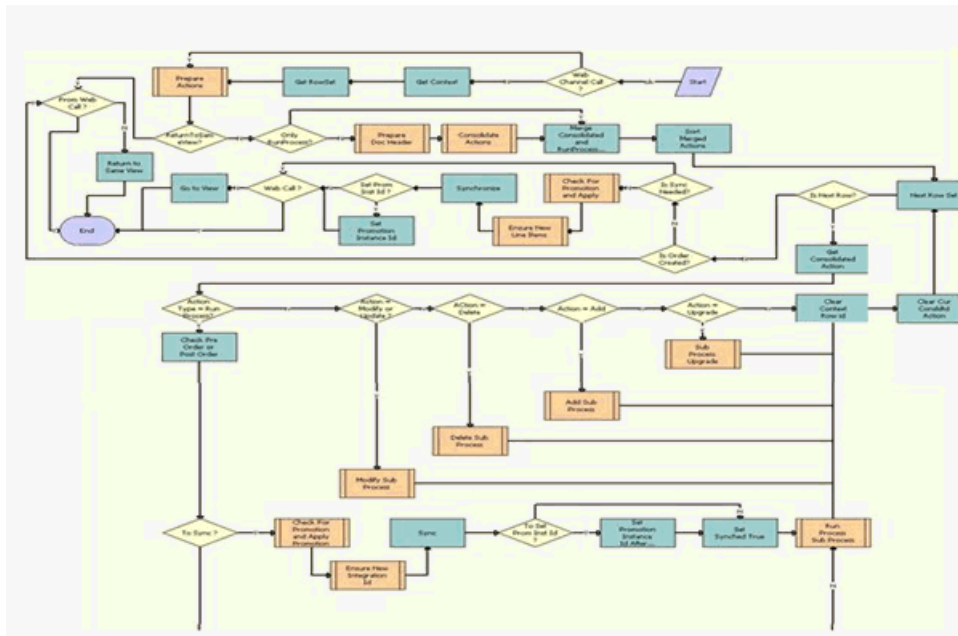 Prepare
Actions
Get RowSet
Get Context
Web
Channel Call
?
Start
From Web
Call ?
ReturnToSam
eView?
Only
RunProcess?
Prepare
Doc Header
Consolidate
Actions
Merge
Consolidated
and
RunProcess...
Sort
Merged
Actions
Return to
Same View
Go to View
Web Call ?
Set Prom
Inst Id ?
Synchronize
Check For
Promotion
and Apply
Is Sync
Needed?
Is Next Row?
Next Row Set
End
Set
Promotion
Instance Id
Ensure New
Line Items
Is Order
Created?
Get
Consolidated
Action
Action
Type = Run
Process?
Action =
Modify or
Update ?
ACtion =
Delete
Action = Add
Action =
Upgrade
Clear
Context
Row id
Clear Cur
Condltd
Action
Check Pre
Order or
Post Order
Sub
Process
Upgrade
Add Sub
Process
Delete Sub
Process
Modify Sub
Process
To Sync ?
Check For
Promotion
and Apply
Promotion
Sync
To Set
Prom Inst Id
?
Set
Promotion
Instance
Id After...
Set
Synched True
Run
Process
Sub Process
Ensure New
Integration
Id